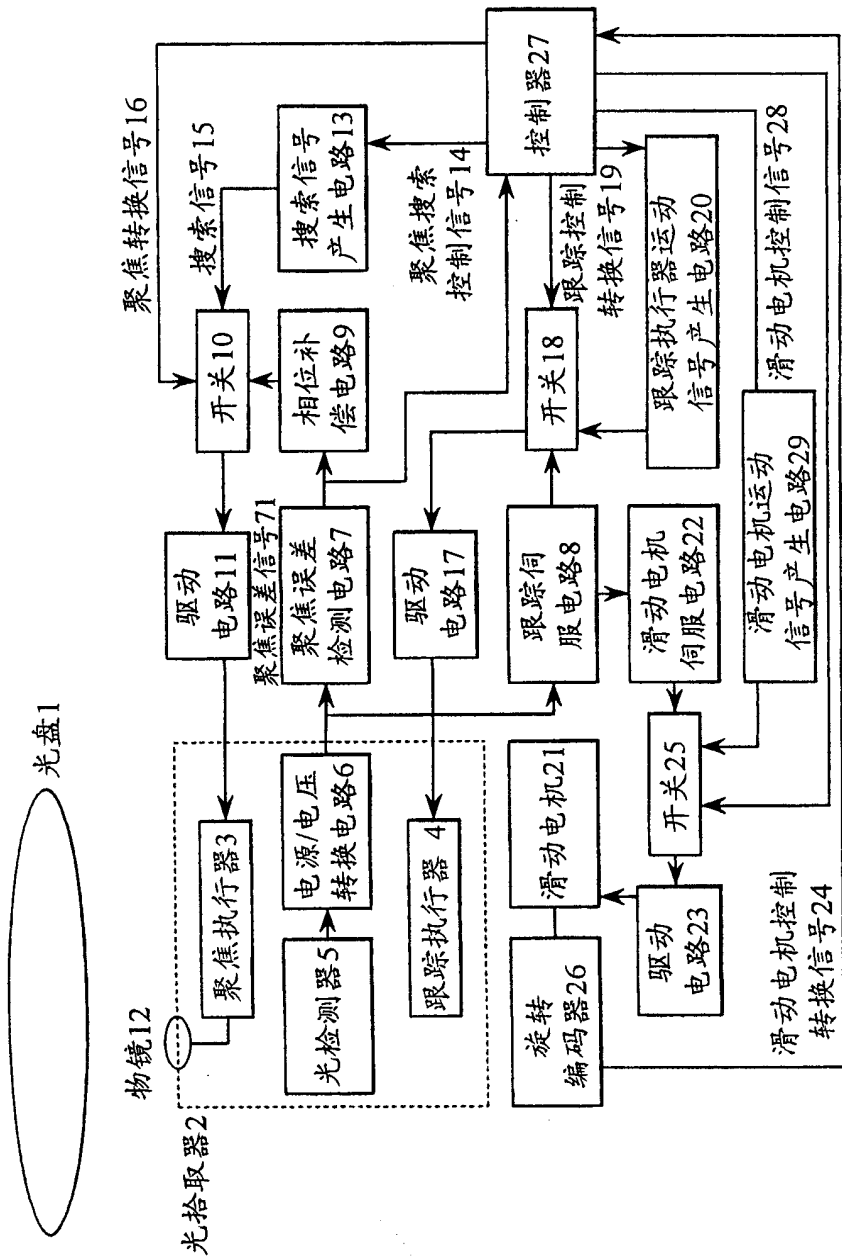 光盘1
物镜12
光拾取器2
聚焦执行器3
光检测器5
电源/电压
转换电路6
跟踪执行器4
驱动
电路11
聚焦误差信号71
聚焦误差
检测电路7
驱动
电路17
跟踪伺
服电路8
开关10
相位补
偿电路9
聚焦转换信号16
搜索信号15
搜索信号
产生电路13
聚焦搜索
控制信号14
控制器27
跟踪控制
转换信号19
开关18
跟踪执行器运动
信号产生电路20
滑动电机控制信号28
滑动电机
伺服电路22
滑动电机运动
信号产生电路29
开关25
滑动电机21
驱动
电路23
旋转
编码器26
滑动电机控制
转换信号24